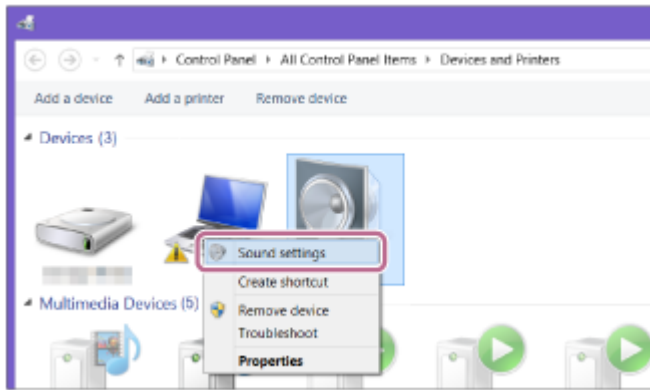 Control Panel All Control Panel Items Devices and Printers
Add a device Add a printer Remove device
Devices (3)
Sound settings
Create shortcut
Multimedia Devices (5)
Remove device
Troubleshoot
Properties